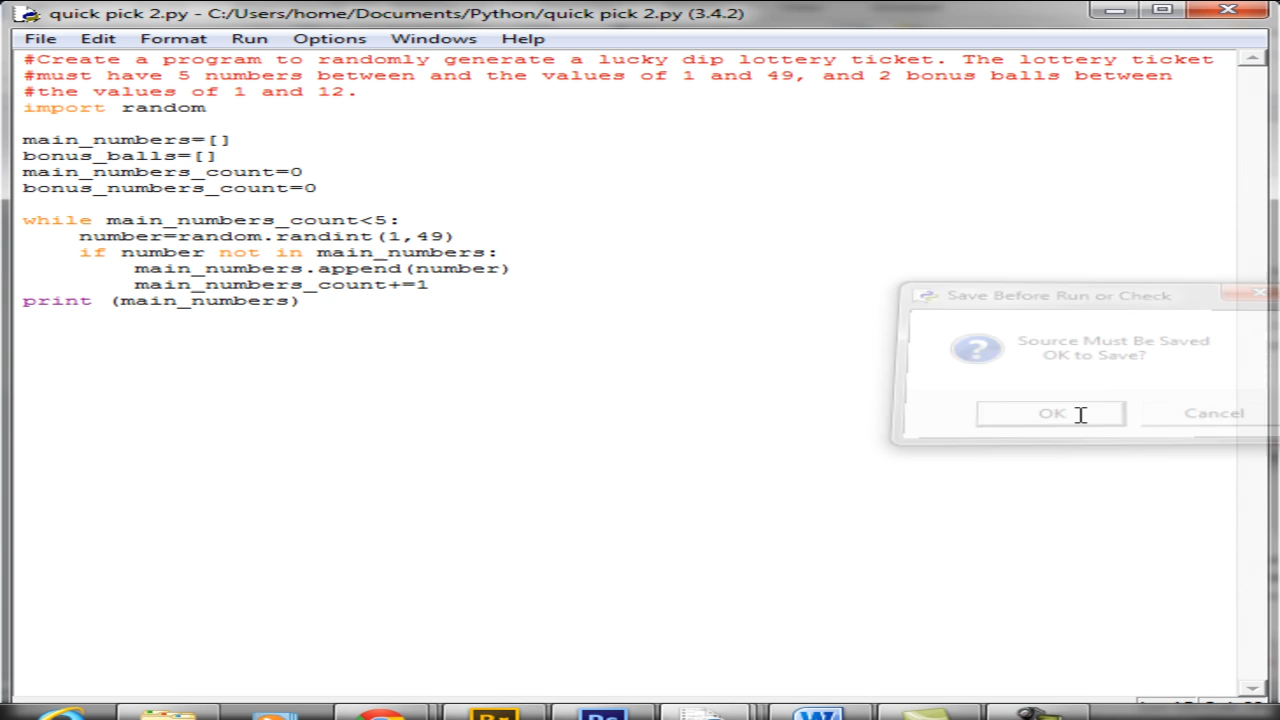 quick pick 2.py - C:/Users/home/Documents/Python/quick pick 2.py (3.4.2)
File Edit Format Run Options Windows Help
#Create a program to randomly generate a lucky dip lottery ticket. The lottery ticket
#must have 5 numbers between and the values of 1 and 49, and 2 bonus balls between
#the values of 1 and 12.
import random
main_numbers=[]
bonus_balls=[]
main_numbers_count=0
bonus_numbers_count=0
while main_numbers_count<5:
    number=random.randint(1,49)
    if number not in main_numbers:
        main_numbers.append(number)
        main_numbers_count+=1
print (main_numbers)
Save Before Run or Check
Source Must Be Saved
OK to Save?
OK Cancel